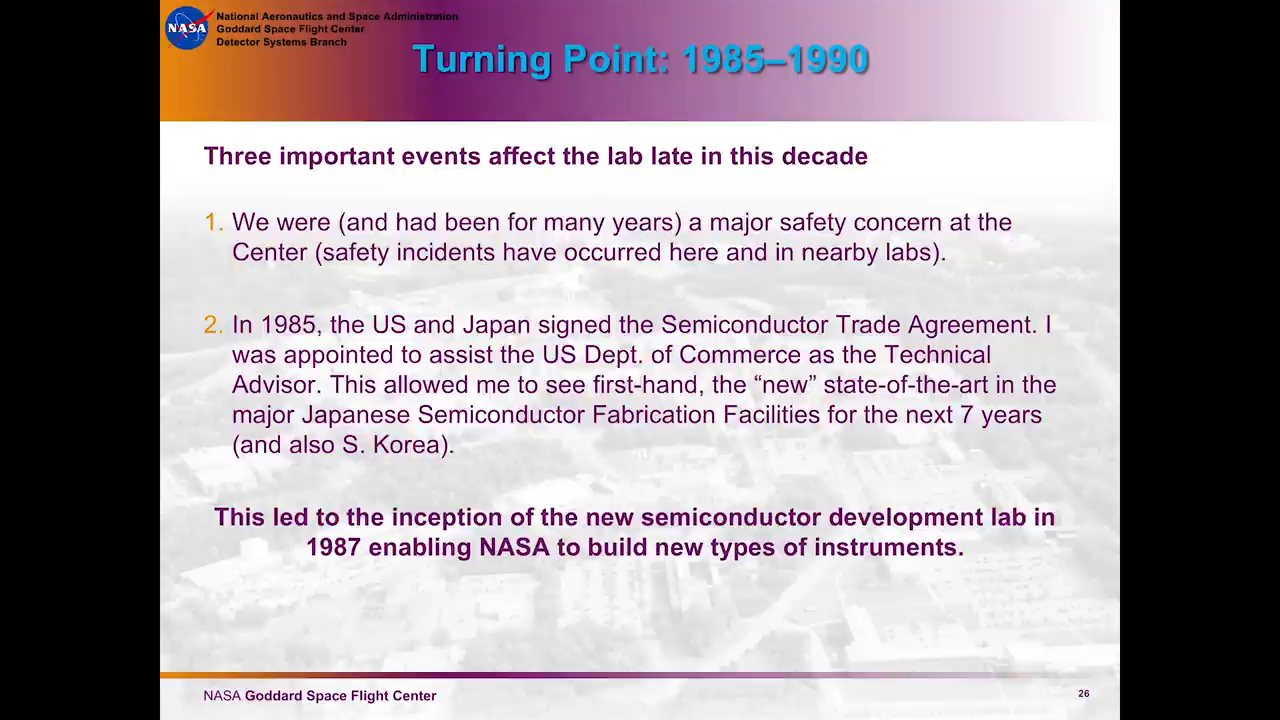 NASA
National Aeronautics and Space Administration
Goddard Space Flight Center
Detector Systems Branch
Turning Point: 1985–1990
Three important events affect the lab late in this decade
1. We were (and had been for many years) a major safety concern at the
Center (safety incidents have occurred here and in nearby labs).
2. In 1985, the US and Japan signed the Semiconductor Trade Agreement. I
was appointed to assist the US Dept. of Commerce as the Technical
Advisor. This allowed me to see first-hand, the “new” state-of-the-art in the
major Japanese Semiconductor Fabrication Facilities for the next 7 years
(and also S. Korea).
This led to the inception of the new semiconductor development lab in
1987 enabling NASA to build new types of instruments.
NASA Goddard Space Flight Center
26